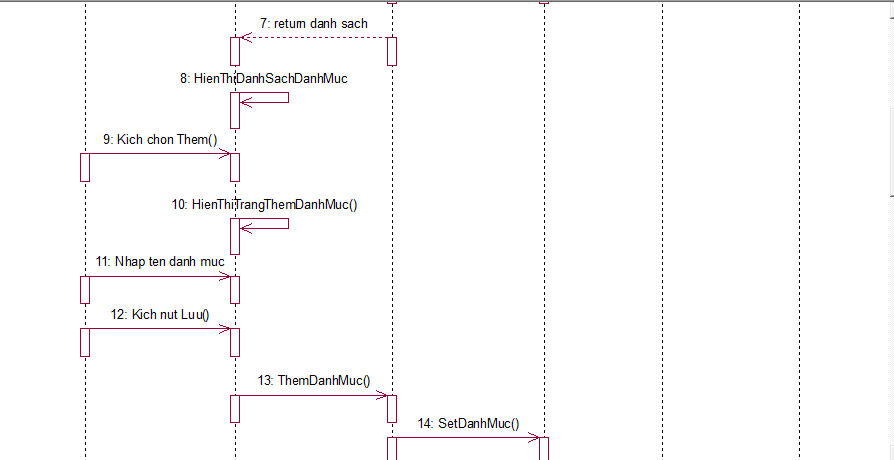 7: return danh sach
8: HienThiDanhSachDanhMuc
9: Kich chon Them()
10: HienThiTrangThemDanhMuc()
11: Nhap ten danh muc
12: Kich nut Luu()
13: ThemDanhMuc()
14: SetDanhMuc()